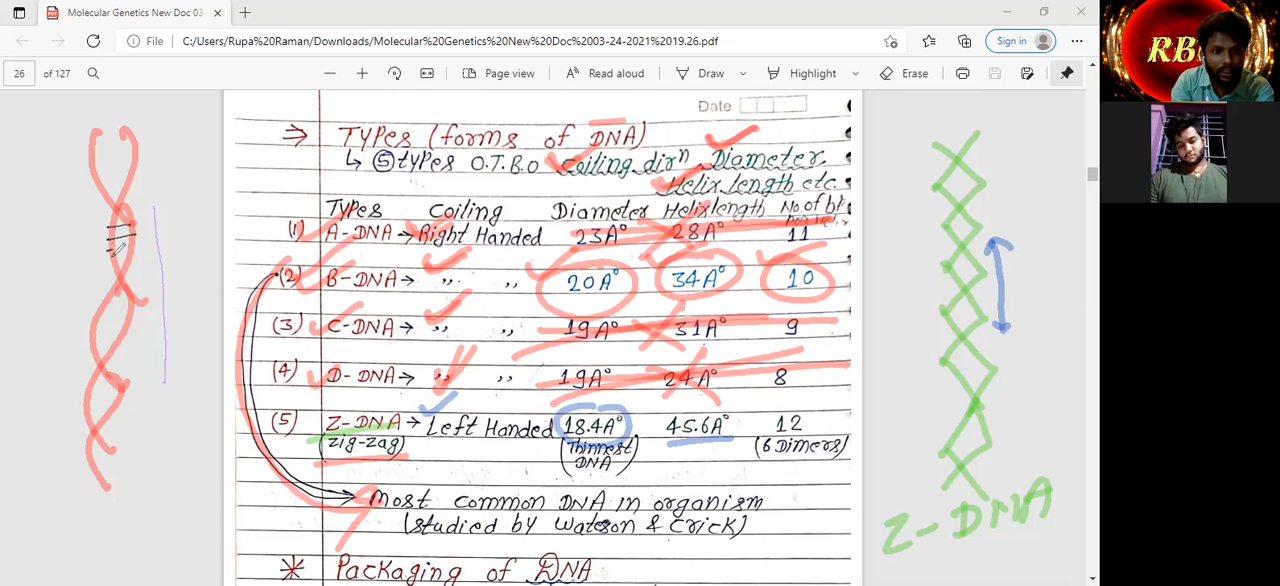 Molecular Genetics New Doc 03-
File C:/Users/Rupa%20Raman/Downloads/Molecular%20Genetics%20New%20Doc%2003-24-2021%2019.26.pdf Sign in
26 of 127 Page view Read aloud Draw Highlight Erase
RB
Date
⇒ TYPes (forms of DNA)
↳ ⑤ types O.T.B.O Coiling dirⁿ, Diameter,
Helix length etc.
Types Coiling Diameter Helix length No. of bp
(1) A-DNA → Right Handed 23A° 28A° 11
(2) B-DNA → ,, ,, 20A° 34A° 10
(3) C-DNA → ,, ,, 19A° 31A° 9
(4) D-DNA → ,, ,, 19A° 24A° 8
(5) Z-DNA → Left Handed 18.4A° 45.6A° 12
(zig-zag) (Thinnest DNA) (6 Dimers)
→ Most common DNA in organism
(studied by Watson & Crick)
* Packaging of DNA
Z-DNA